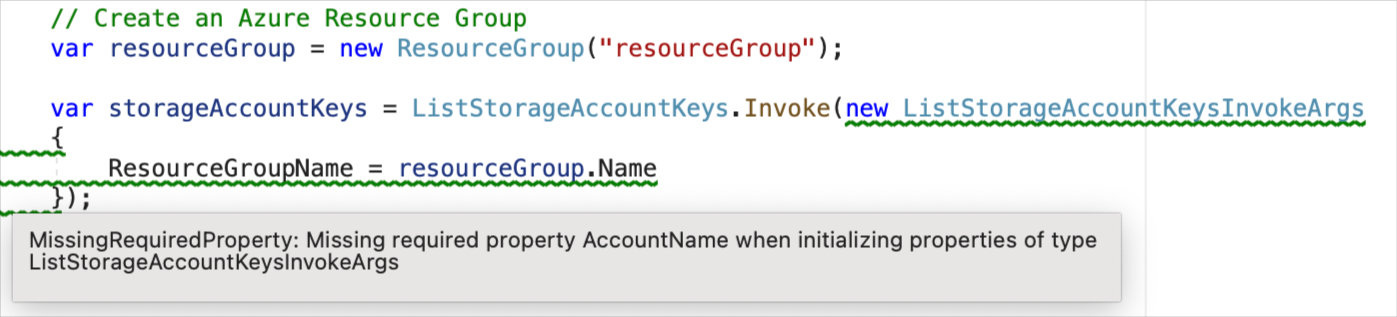 // Create an Azure Resource Group
var resourceGroup = new ResourceGroup("resourceGroup");
var storageAccountKeys = ListStorageAccountKeys.Invoke(new ListStorageAccountKeysInvokeArgs
{
ResourceGroupName = resourceGroup.Name
});
MissingRequiredProperty: Missing required property AccountName when initializing properties of type
ListStorageAccountKeysInvokeArgs